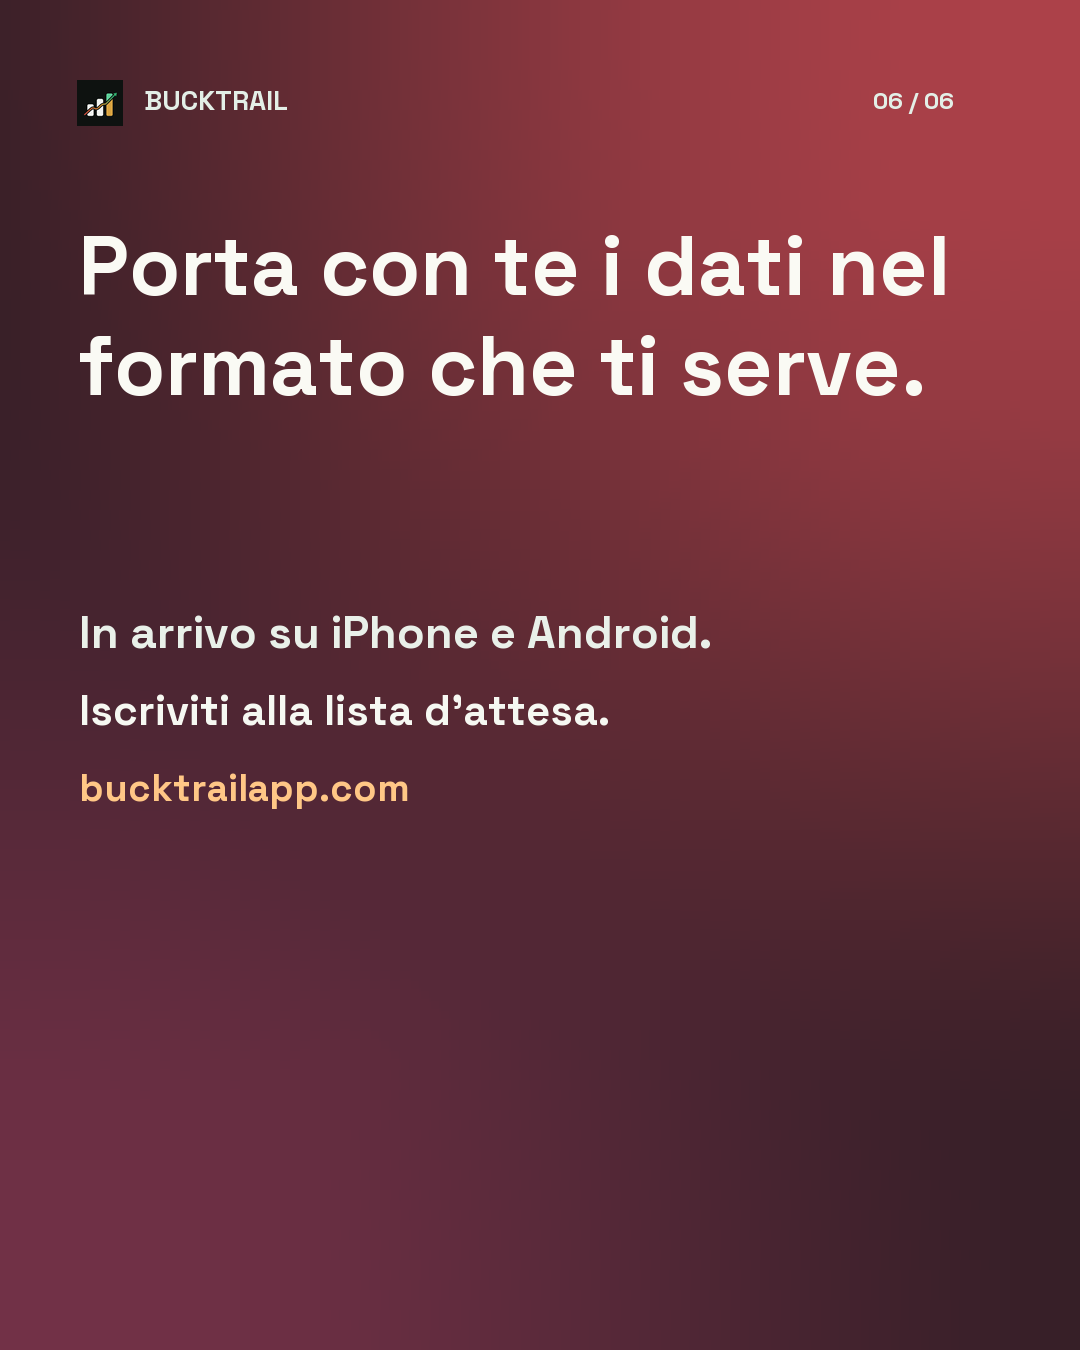 BUCKTRAIL
06 / 06
Porta con te i dati nel
formato che ti serve.
In arrivo su iPhone e Android.
Iscriviti alla lista d’attesa.
bucktrailapp.com